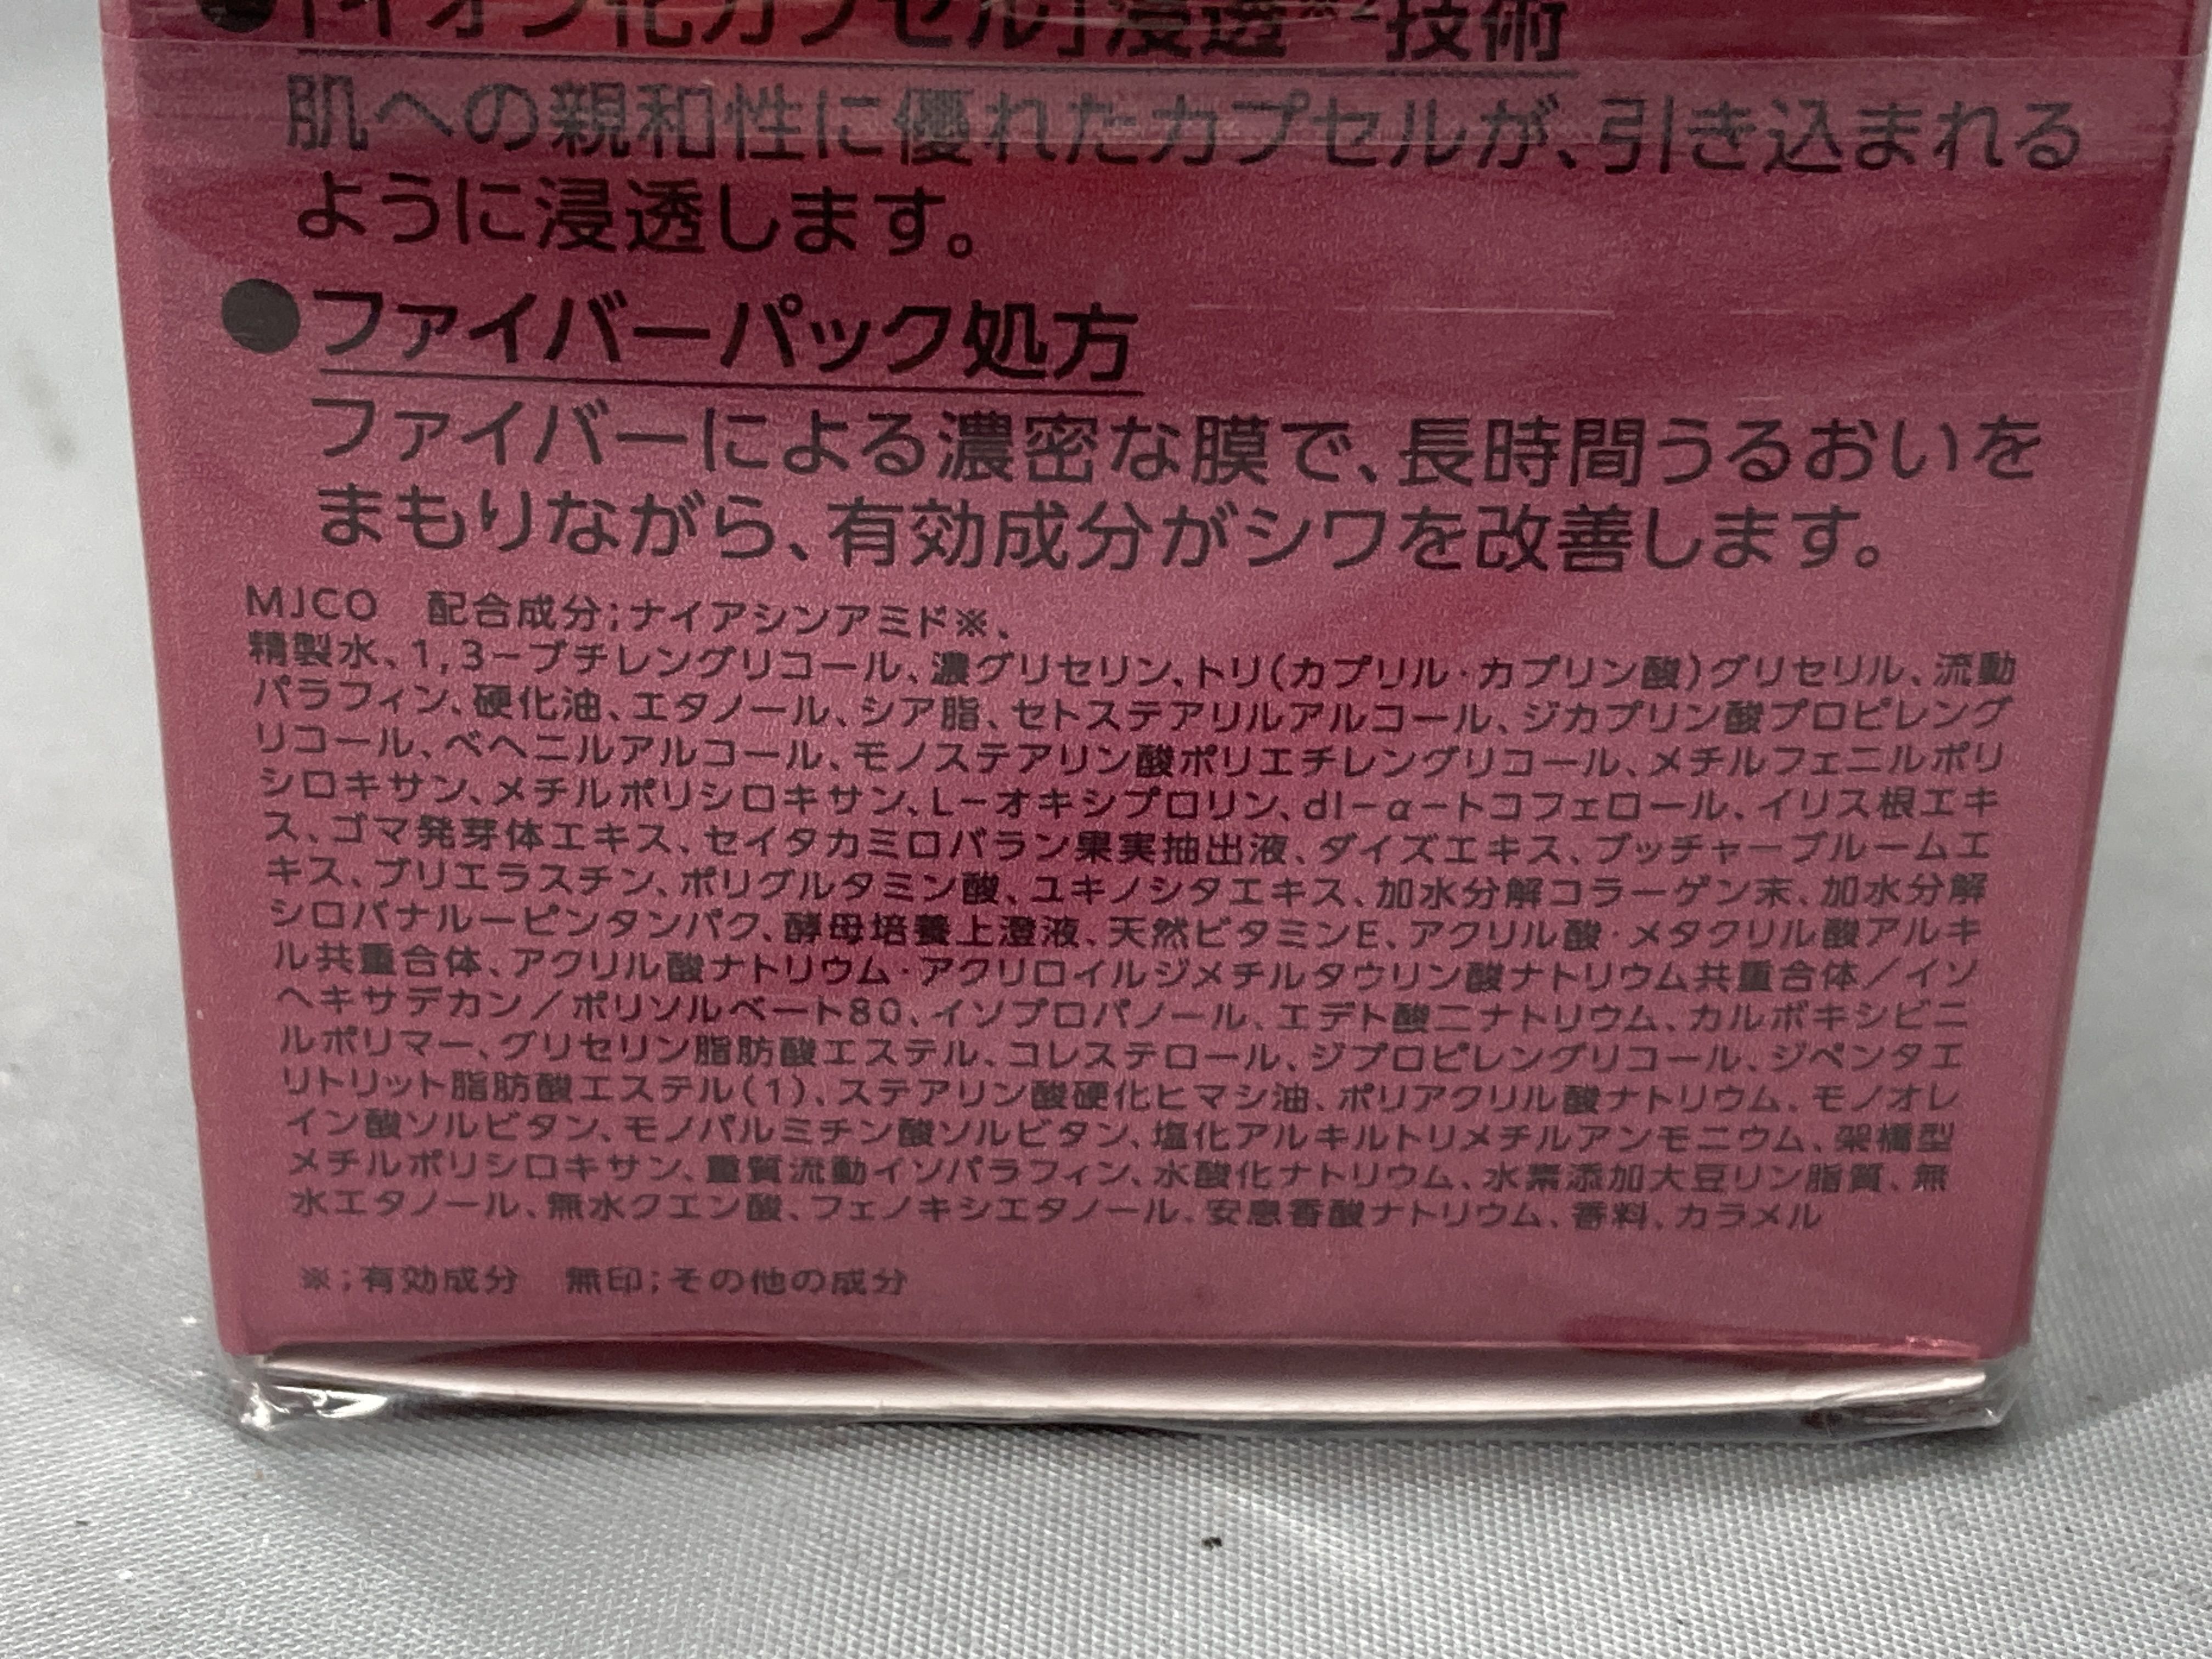 ●「イオン化カプセル」浸透※2技術
肌への親和性に優れたカプセルが、引き込まれる
ように浸透します。
●ファイバーパック処方
ファイバーによる濃密な膜で、長時間うるおいを
まもりながら、有効成分がシワを改善します。
MJCO　配合成分;ナイアシンアミド※、
精製水、1,3−ブチレングリコール、濃グリセリン、トリ(カプリル・カプリン酸)グリセリル、流動
パラフィン、硬化油、エタノール、シア脂、セトステアリルアルコール、ジカプリン酸プロピレング
リコール、ベヘニルアルコール、モノステアリン酸ポリエチレングリコール、メチルフェニルポリ
シロキサン、メチルポリシロキサン、L−オキシプロリン、dl−α−トコフェロール、イリス根エキ
ス、ゴマ発芽体エキス、セイタカミロバラン果実抽出液、ダイズエキス、ブッチャーブルームエ
キス、ブリエラスチン、ポリグルタミン酸、ユキノシタエキス、加水分解コラーゲン末、加水分解
シロバナルーピンタンパク、酵母培養上澄液、天然ビタミンE、アクリル酸・メタクリル酸アルキ
ル共重合体、アクリル酸ナトリウム・アクリロイルジメチルタウリン酸ナトリウム共重合体／イソ
ヘキサデカン／ポリソルベート80、イソプロパノール、エデト酸二ナトリウム、カルボキシビニ
ルポリマー、グリセリン脂肪酸エステル、コレステロール、ジプロピレングリコール、ジペンタエ
リトリット脂肪酸エステル(1)、ステアリン酸硬化ヒマシ油、ポリアクリル酸ナトリウム、モノオレ
イン酸ソルビタン、モノパルミチン酸ソルビタン、塩化アルキルトリメチルアンモニウム、架橋型
メチルポリシロキサン、重質流動イソパラフィン、水酸化ナトリウム、水素添加大豆リン脂質、無
水エタノール、無水クエン酸、フェノキシエタノール、安息香酸ナトリウム、香料、カラメル
※;有効成分　無印;その他の成分